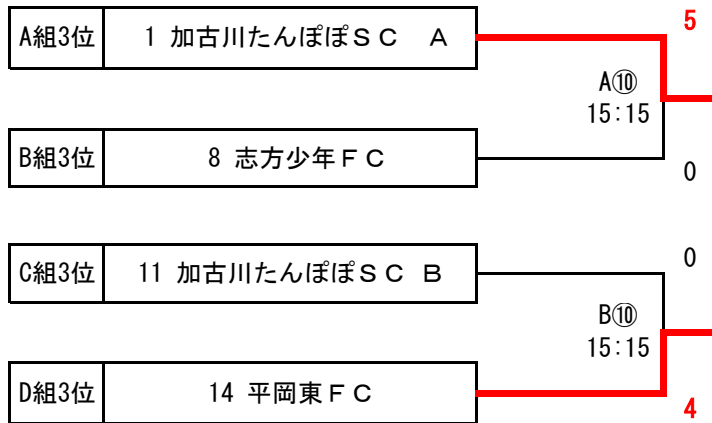 A組3位 1 加古川たんぽぽSC A 5
A⑩
15:15
B組3位 8 志方少年FC 0
C組3位 11 加古川たんぽぽSC B 0
B⑩
15:15
D組3位 14 平岡東FC 4